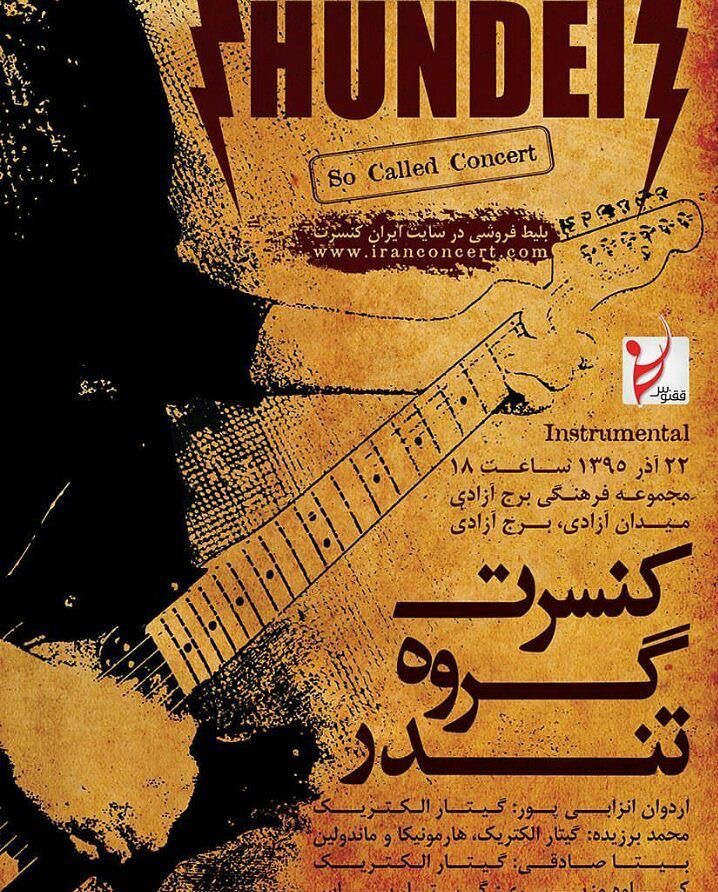 THUNDER
So Called Concert
بلیط فروشی در سایت ایران کنسرت
www.iranconcert.com
ققنوس
Instrumental
۲۲ آذر ۱۳۹۵ ساعت ۱۸
مجموعه فرهنگی برج آزادی
میدان آزادی، برج آزادی
کنسرت
گروه
تندر
اردوان انزابی پور: گیتار الکتریک
محمد برزیده: گیتار الکتریک، هارمونیکا و ماندولین
بیتا صادقی: گیتار الکتریک